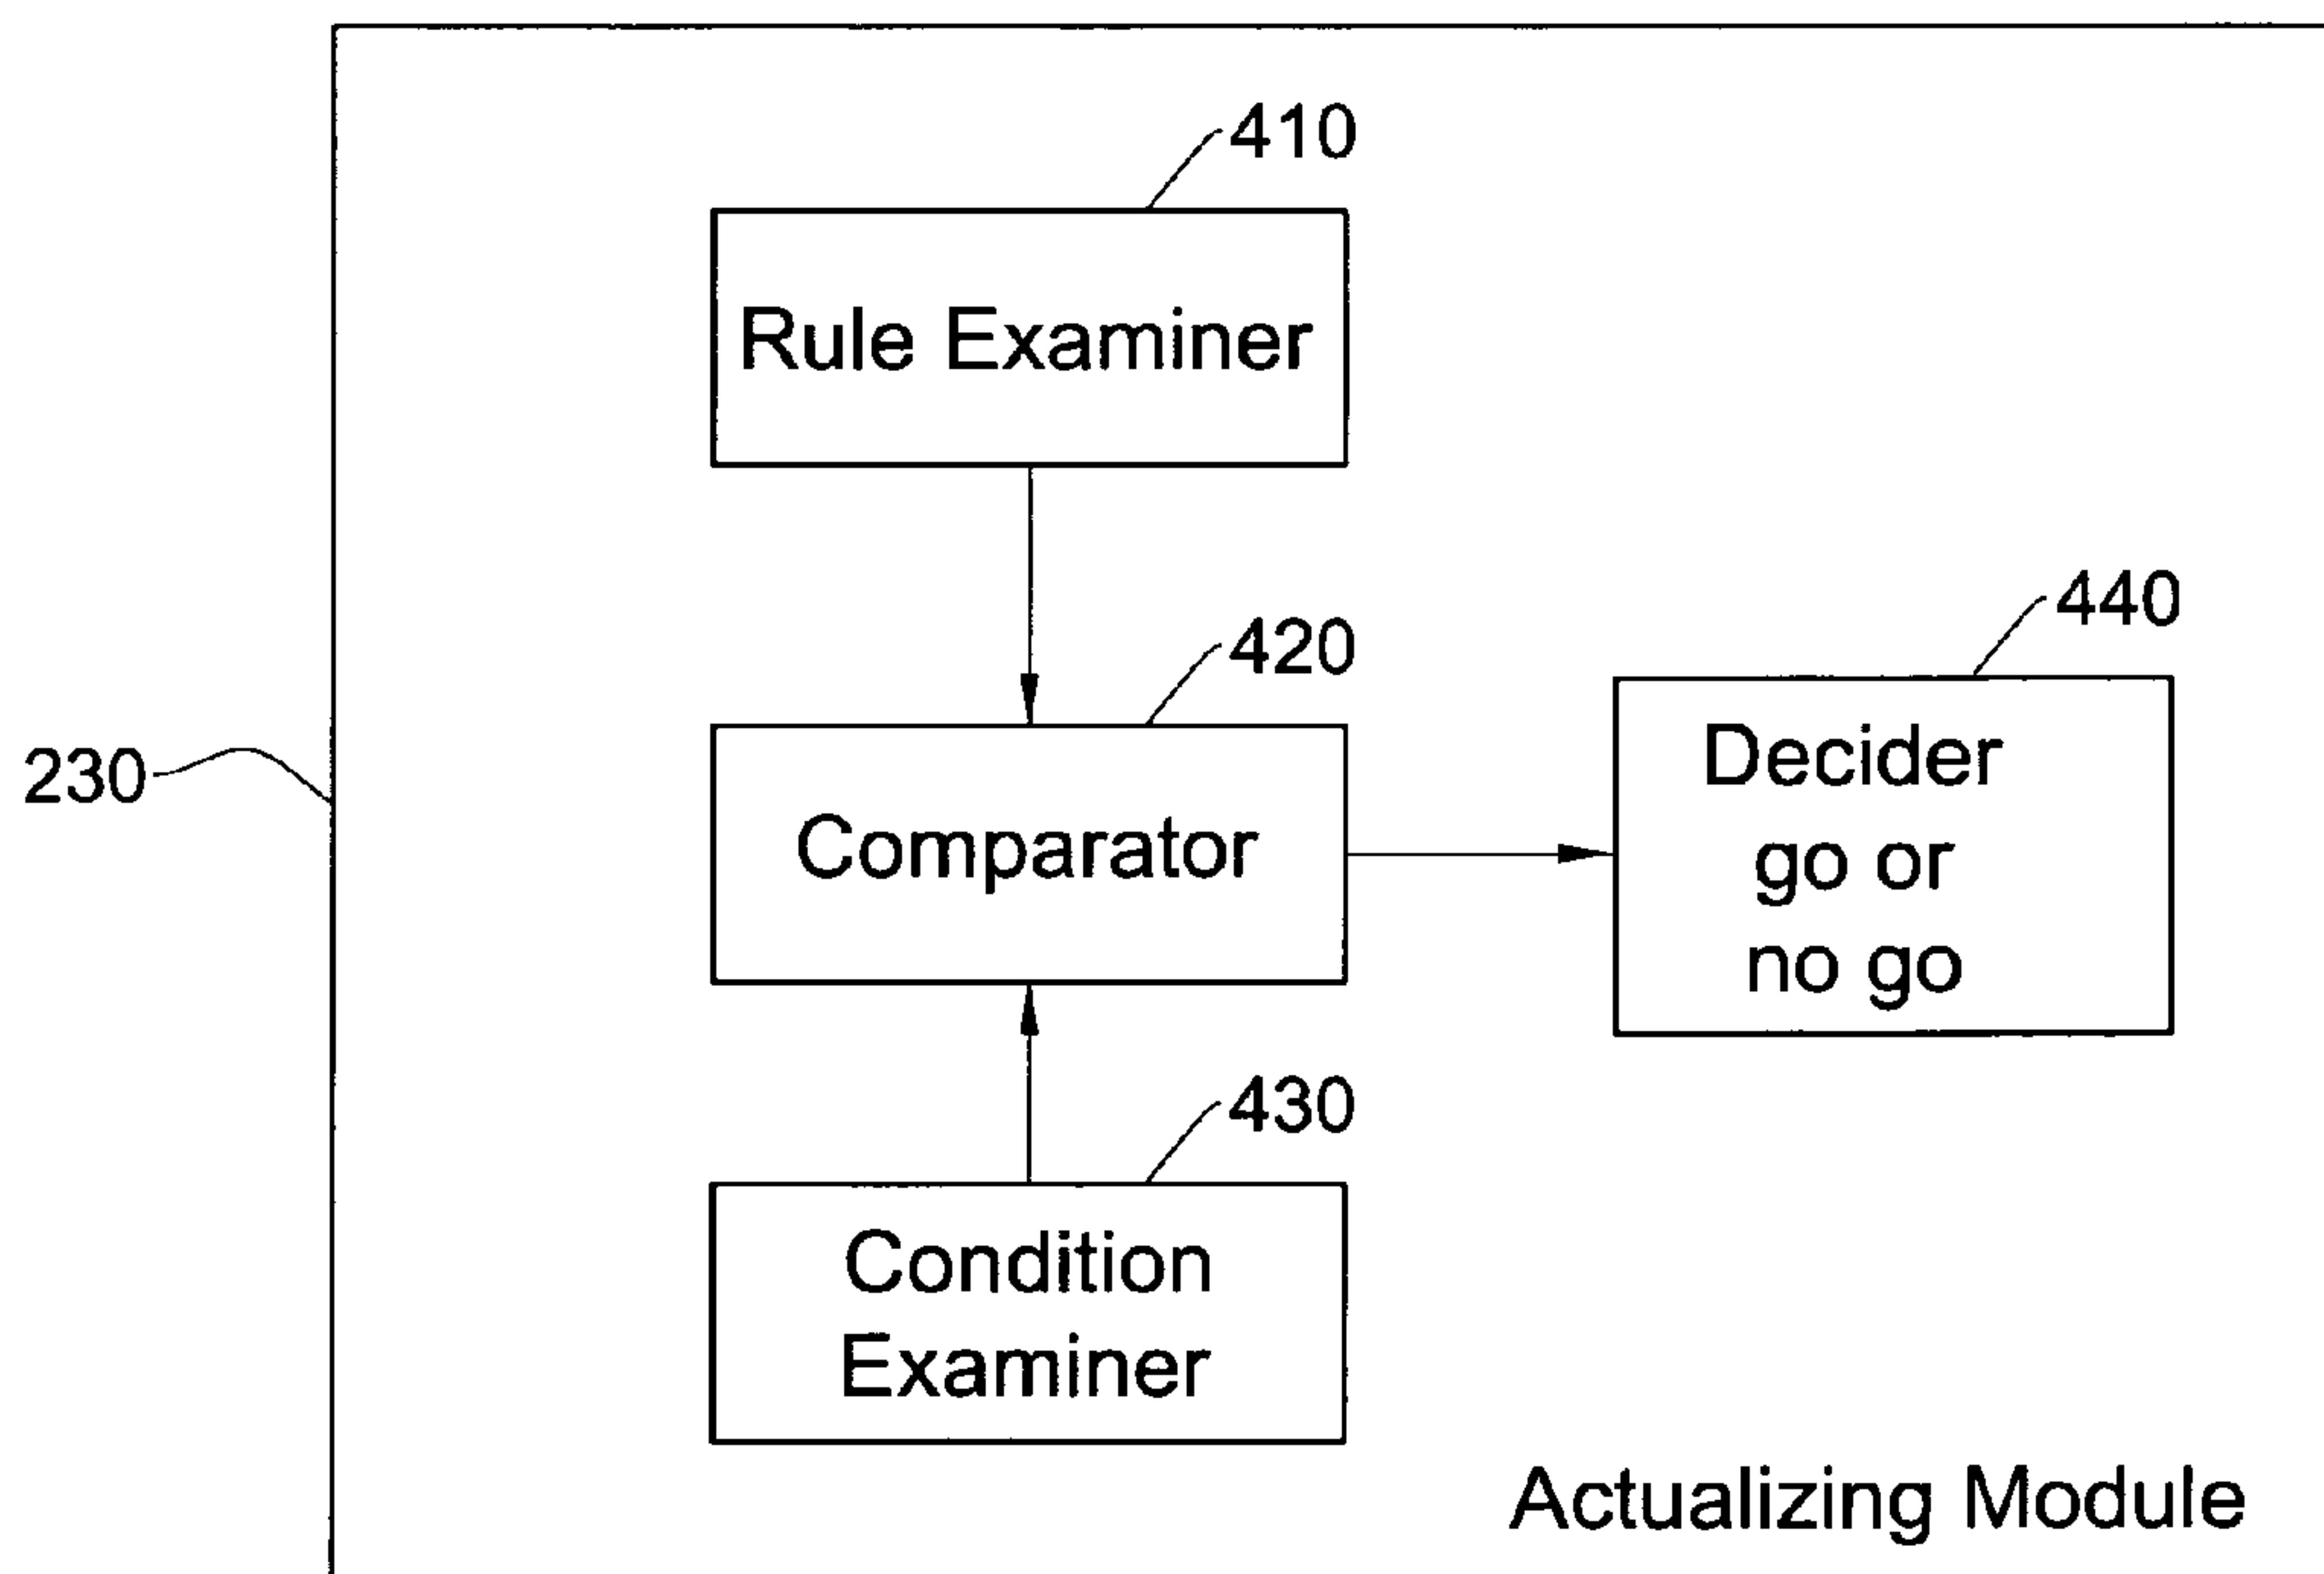 410
Rule Examiner
420
440
230
Comparator
Decider
go or
no go
430
Condition
Examiner
Actualizing Module